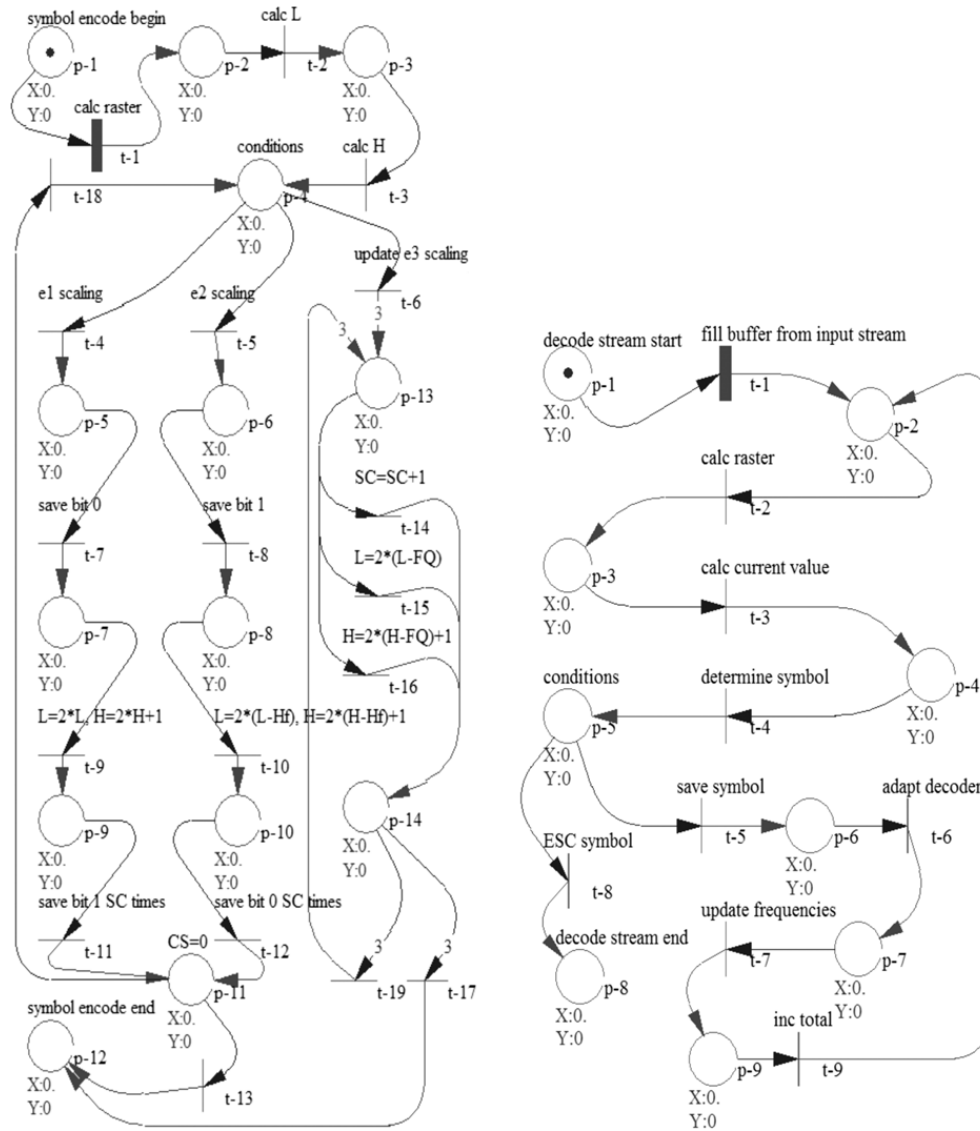 symbol encode begin
p-1
X:0.
Y:0
calc raster
t-1
p-2
X:0.
Y:0
calc L
t-2
p-3
X:0.
Y:0
calc H
t-3
t-18
conditions
p-4
X:0.
Y:0
update e3 scaling
t-6
3
3
e1 scaling
t-4
e2 scaling
t-5
p-5
X:0.
Y:0
p-6
X:0.
Y:0
p-13
X:0.
Y:0
SC=SC+1
t-14
save bit 0
t-7
save bit 1
t-8
L=2*(L-FQ)
t-15
p-7
X:0.
Y:0
p-8
X:0.
Y:0
H=2*(H-FQ)+1
t-16
L=2*L, H=2*H+1
t-9
L=2*(L-Hf), H=2*(H-Hf)+1
t-10
p-9
X:0.
Y:0
p-10
X:0.
Y:0
p-14
X:0.
Y:0
save bit 1 SC times
t-11
save bit 0 SC times
t-12
CS=0
p-11
X:0.
Y:0
3
3
t-19
t-17
symbol encode end
p-12
X:0.
Y:0
t-13
decode stream start
p-1
X:0.
Y:0
fill buffer from input stream
t-1
p-2
X:0.
Y:0
calc raster
t-2
p-3
X:0.
Y:0
calc current value
t-3
p-4
X:0.
Y:0
determine symbol
t-4
conditions
p-5
X:0.
Y:0
save symbol
t-5
p-6
X:0.
Y:0
adapt decoder
t-6
ESC symbol
t-8
decode stream end
p-8
X:0.
Y:0
update frequencies
t-7
p-7
X:0.
Y:0
p-9
X:0.
Y:0
inc total
t-9